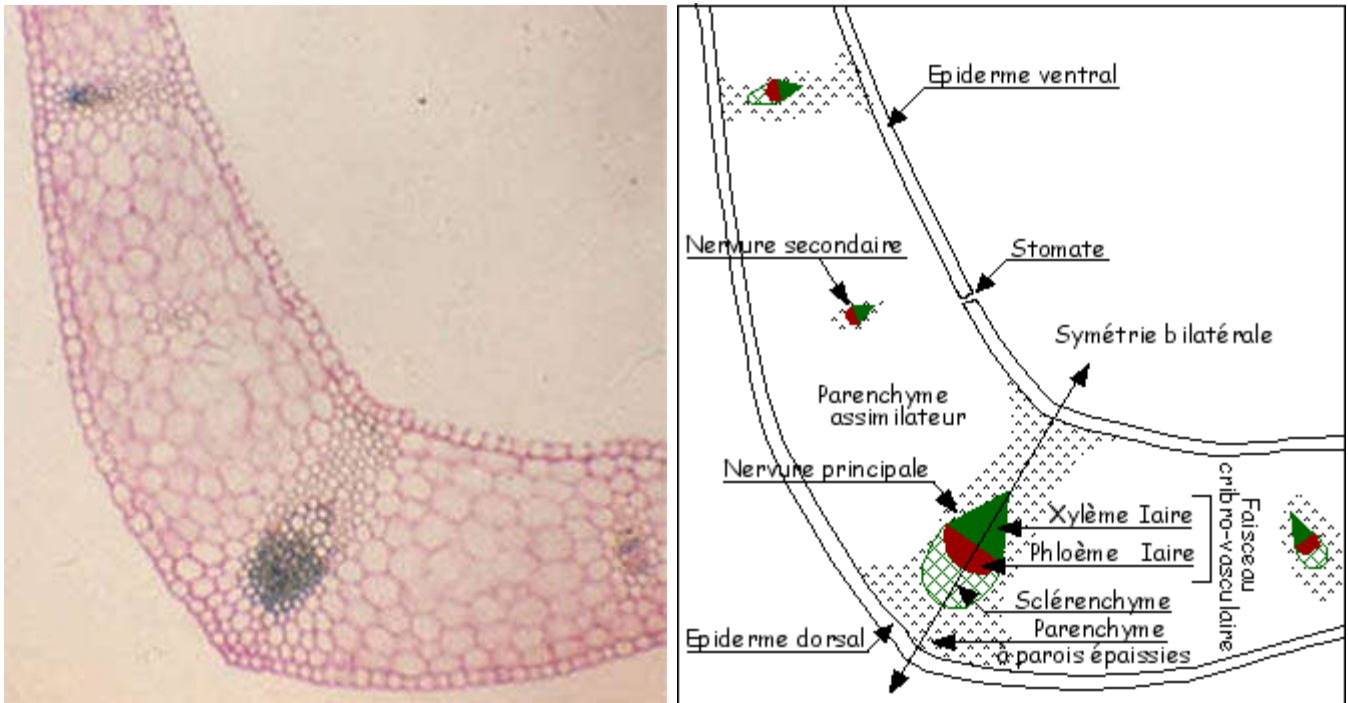 Epiderme ventral
Nervure secondaire
Stomate
Symétrie bilatérale
Parenchyme
assimilateur
Nervure principale
Xylème Iaire
Phloème Iaire
Faisceau
cribro-vasculaire
Sclérenchyme
Epiderme dorsal
Parenchyme
à parois épaissies